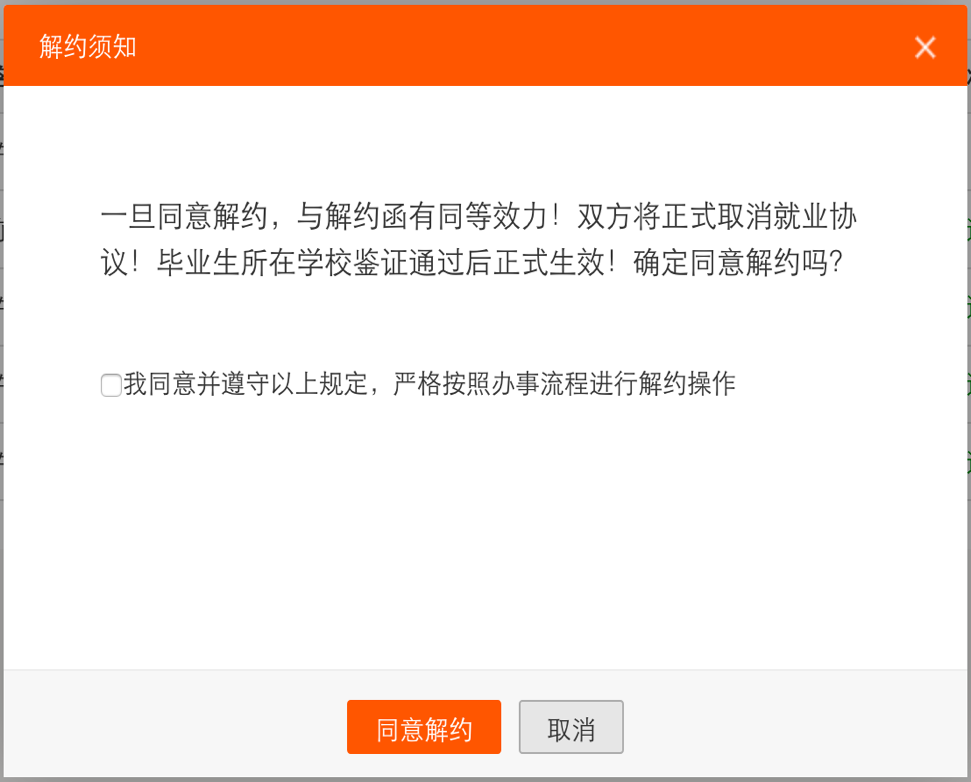 解约须知
一旦同意解约，与解约函有同等效力！双方将正式取消就业协
议！毕业生所在学校鉴证通过后正式生效！确定同意解约吗？
我同意并遵守以上规定，严格按照办事流程进行解约操作
同意解约
取消